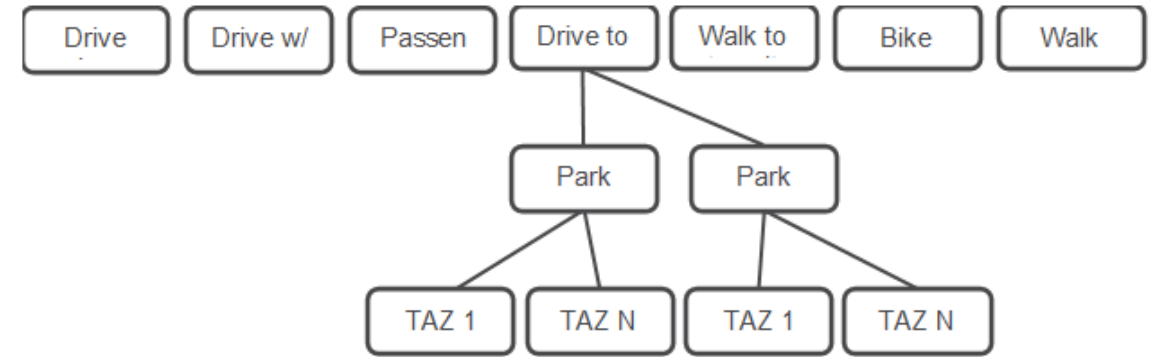 Drive
Drive w/
Passen
Drive to
Walk to
Bike
Walk
Park
Park
TAZ 1
TAZ N
TAZ 1
TAZ N